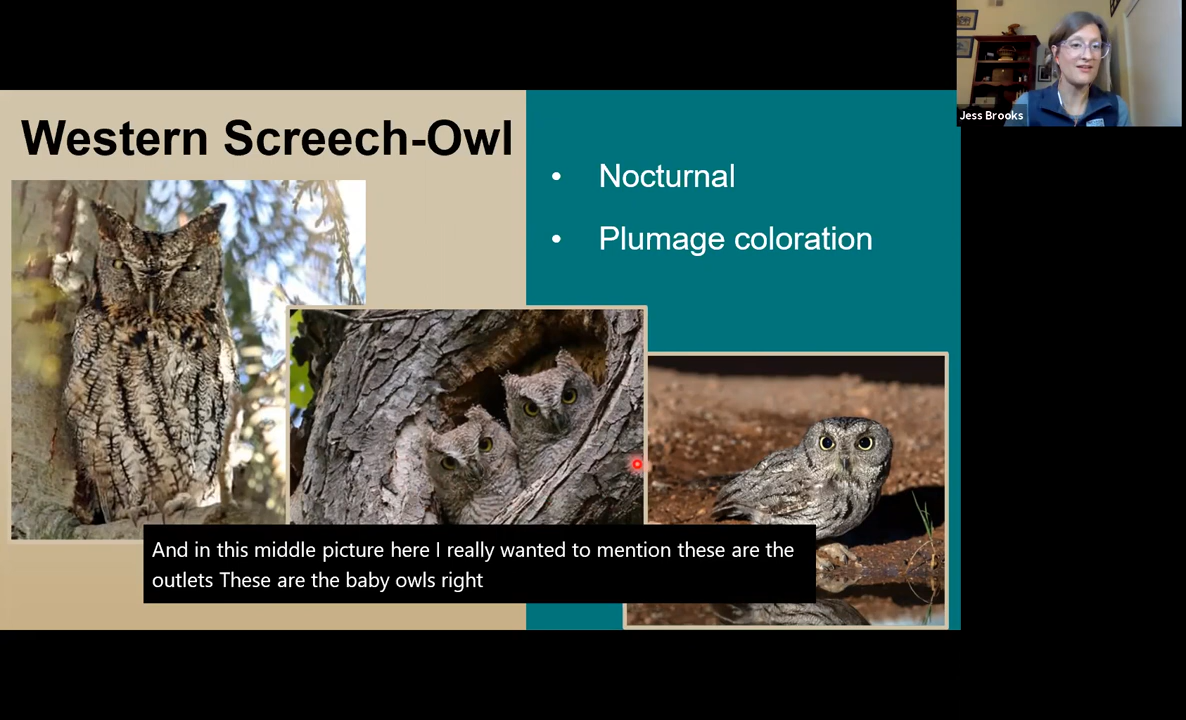 Western Screech-Owl
• Nocturnal
• Plumage coloration
Jess Brooks
And in this middle picture here I really wanted to mention these are the
outlets These are the baby owls right